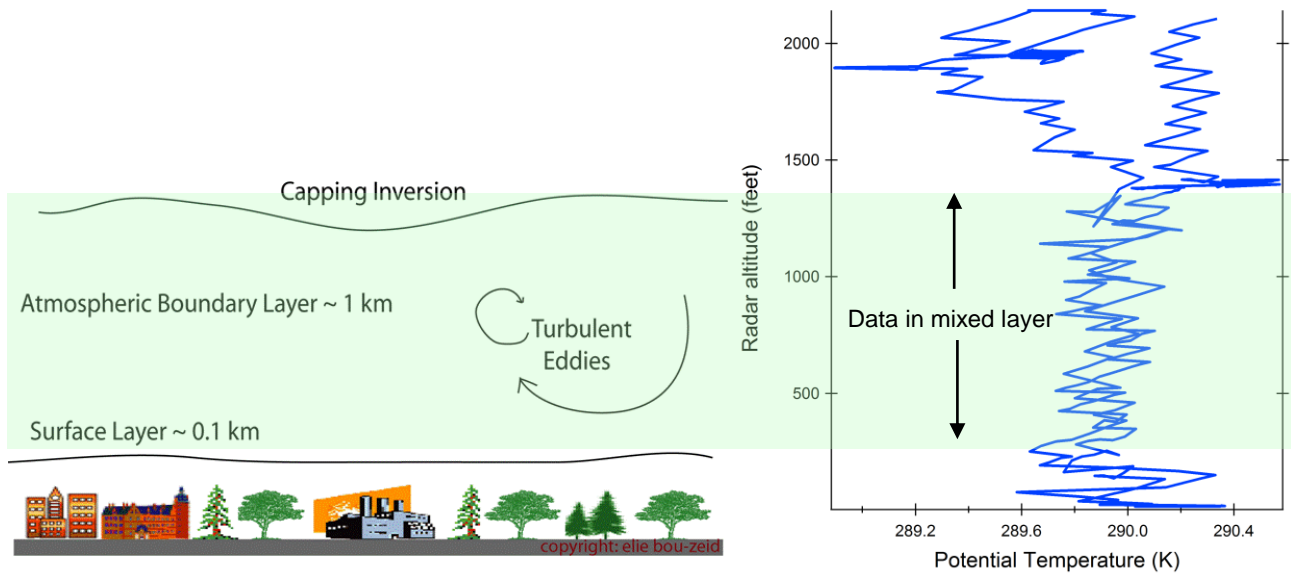 Capping Inversion
Atmospheric Boundary Layer ~ 1 km
Turbulent
Eddies
Surface Layer ~ 0.1 km
copyright: elie bou-zeid
Radar altitude (feet)
2000
1500
1000
500
Data in mixed layer
289.2
289.6
290.0
290.4
Potential Temperature (K)